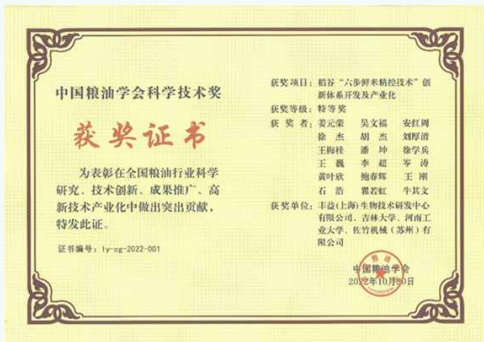 中国粮油学会科学技术奖
获奖证书
为表彰在全国粮油行业科学
研究、技术创新、成果推广、高
新技术产业化中做出突出贡献,
特发此证。
证书编号:ly-cg-2022-001
获奖项目:稻谷“六步鲜米精控技术”创
新体系开发及产业化
获奖等级:特等奖
获 奖 者:姜元荣 吴文福 安红周
徐 杰 胡 杰 刘厚清
王梅桂 潘 坤 徐学兵
王 巍 李 超 岑 涛
黄叶欣 鲍春辉 王 刚
石 浩 瞿若虹 牛其文
获奖单位:丰益(上海)生物技术研发中心
有限公司、吉林大学、河南工
业大学、佐竹机械(苏州)有
限公司
中国粮油学会
2022年10月30日